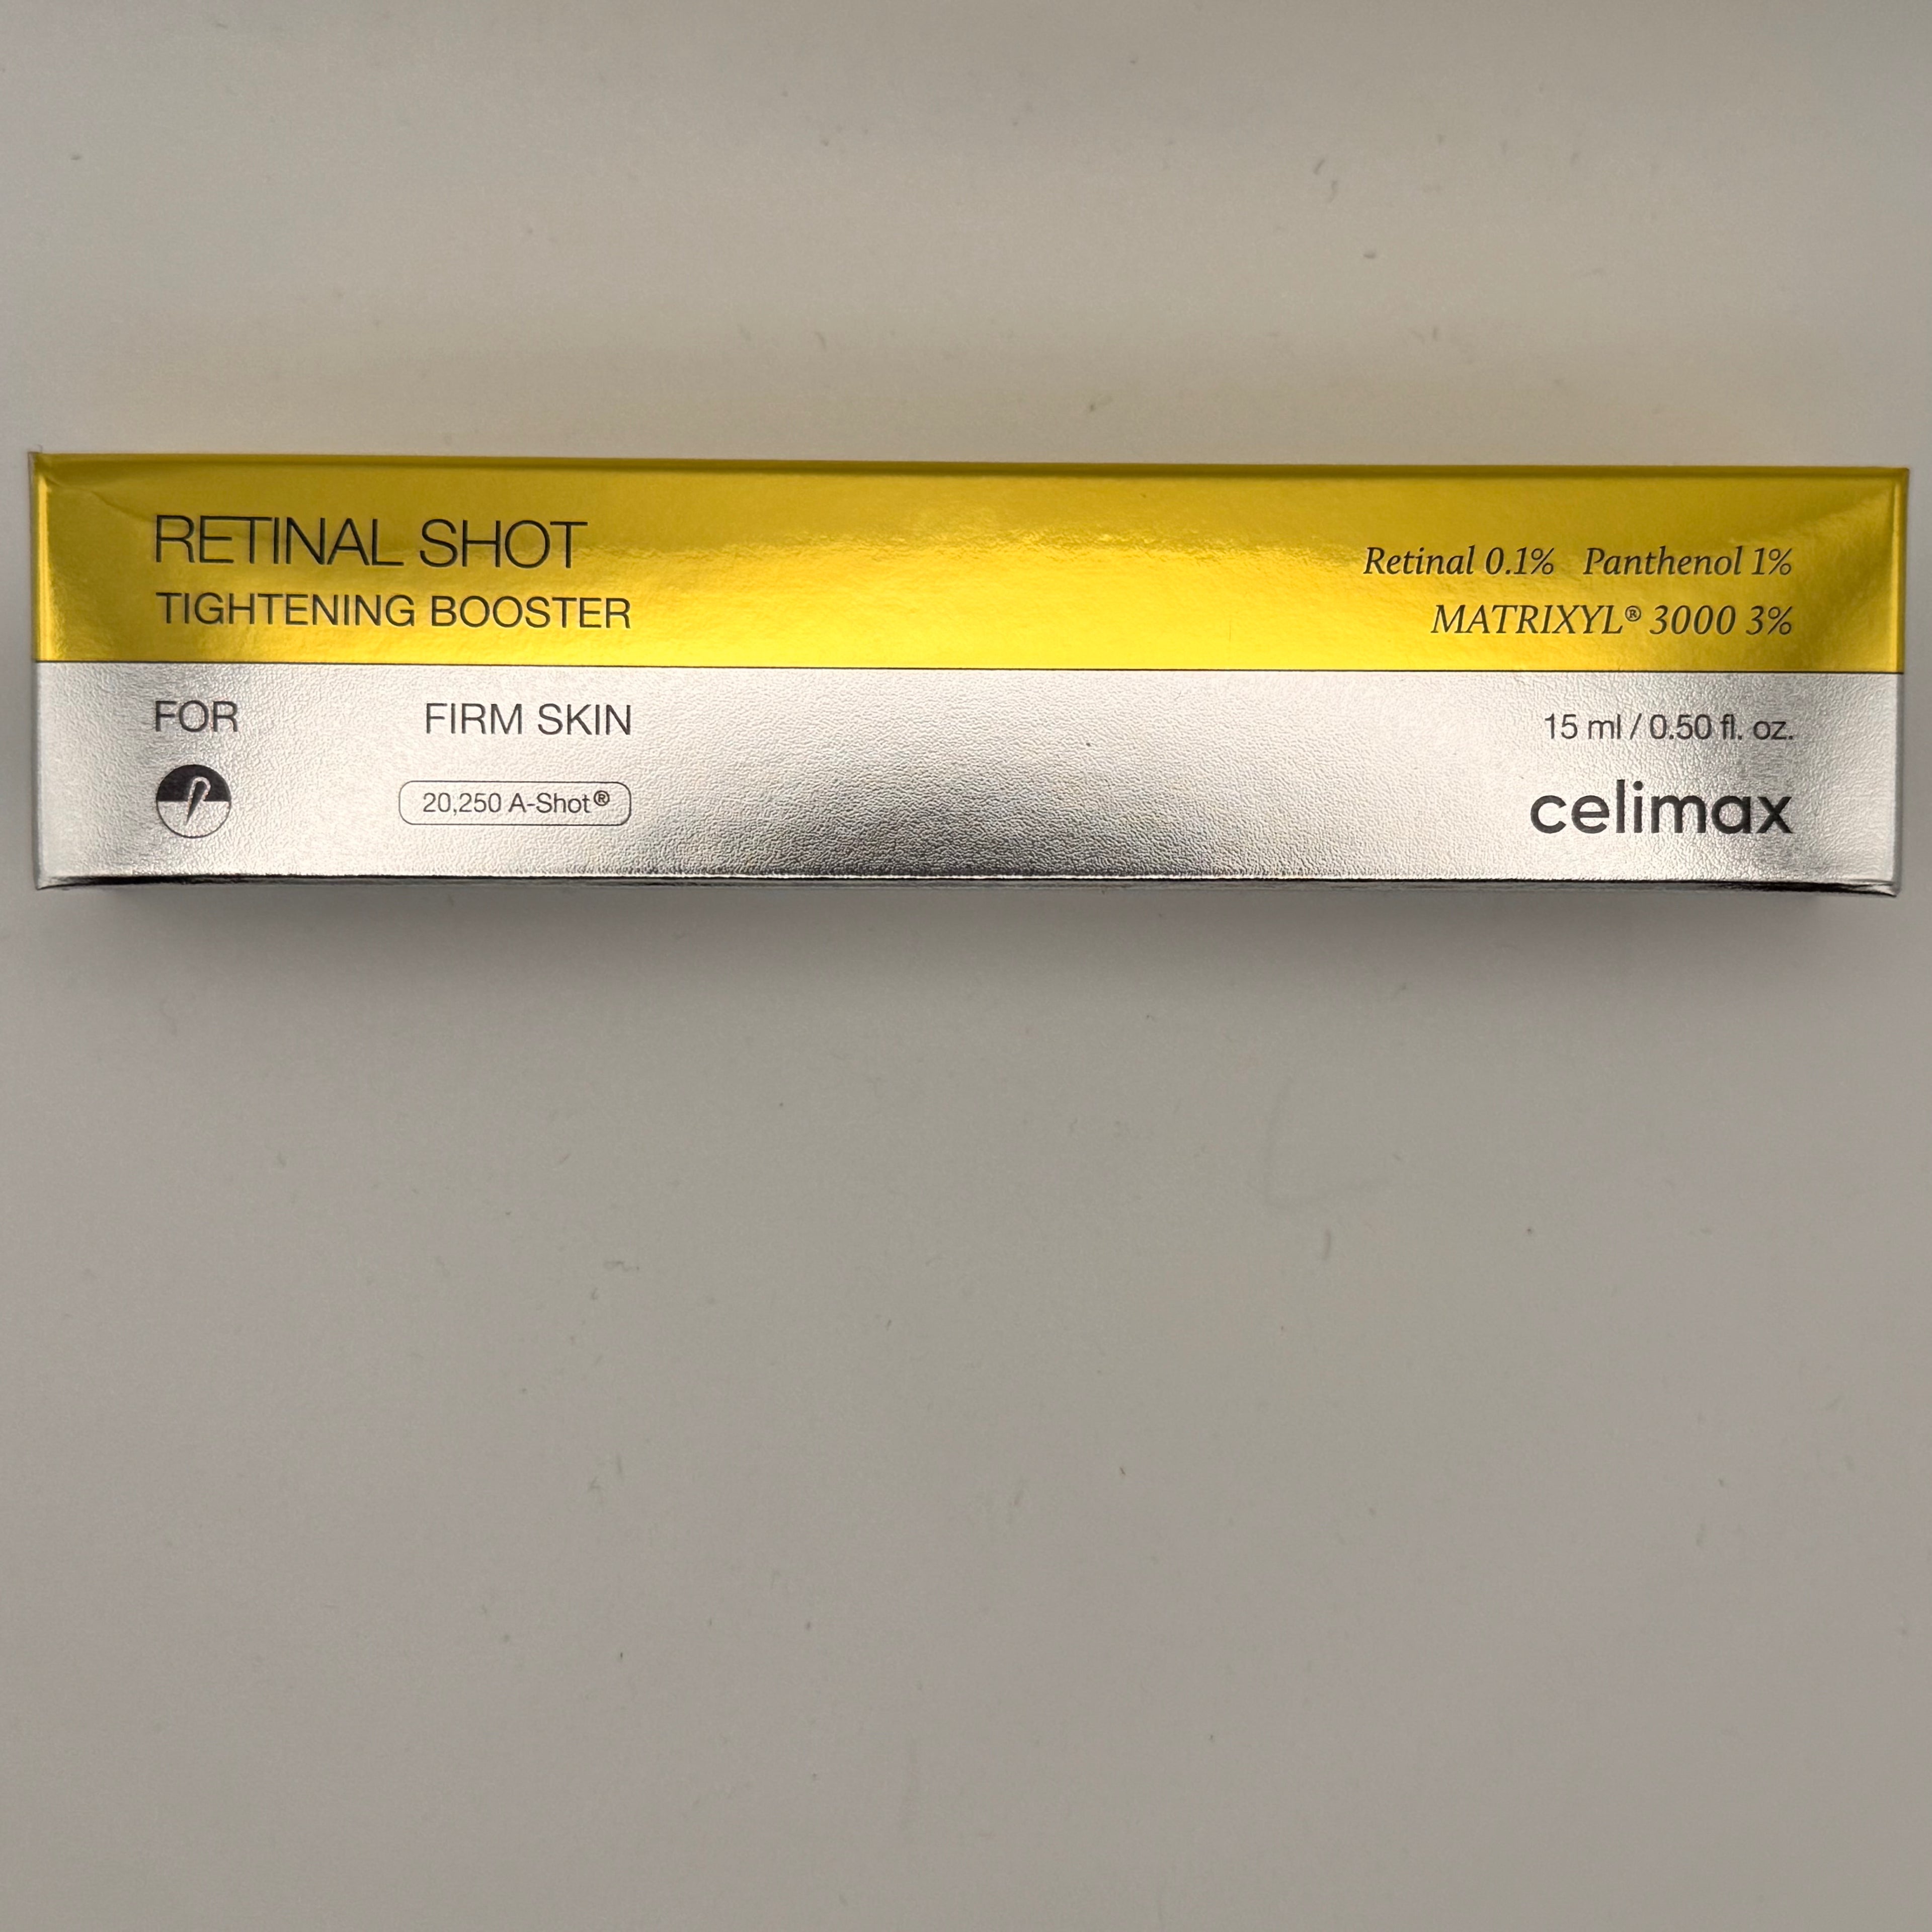 RETINAL SHOT
TIGHTENING BOOSTER
Retinal 0.1% Panthenol 1%
MATRIXYL® 3000 3%
FOR FIRM SKIN
20,250 A-Shot®
15 ml / 0.50 fl. oz.
celimax